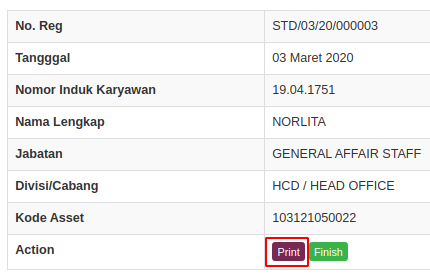 No. Reg STD/03/20/000003
Tangggal 03 Maret 2020
Nomor Induk Karyawan 19.04.1751
Nama Lengkap NORLITA
Jabatan GENERAL AFFAIR STAFF
Divisi/Cabang HCD / HEAD OFFICE
Kode Asset 103121050022
Action Print Finish